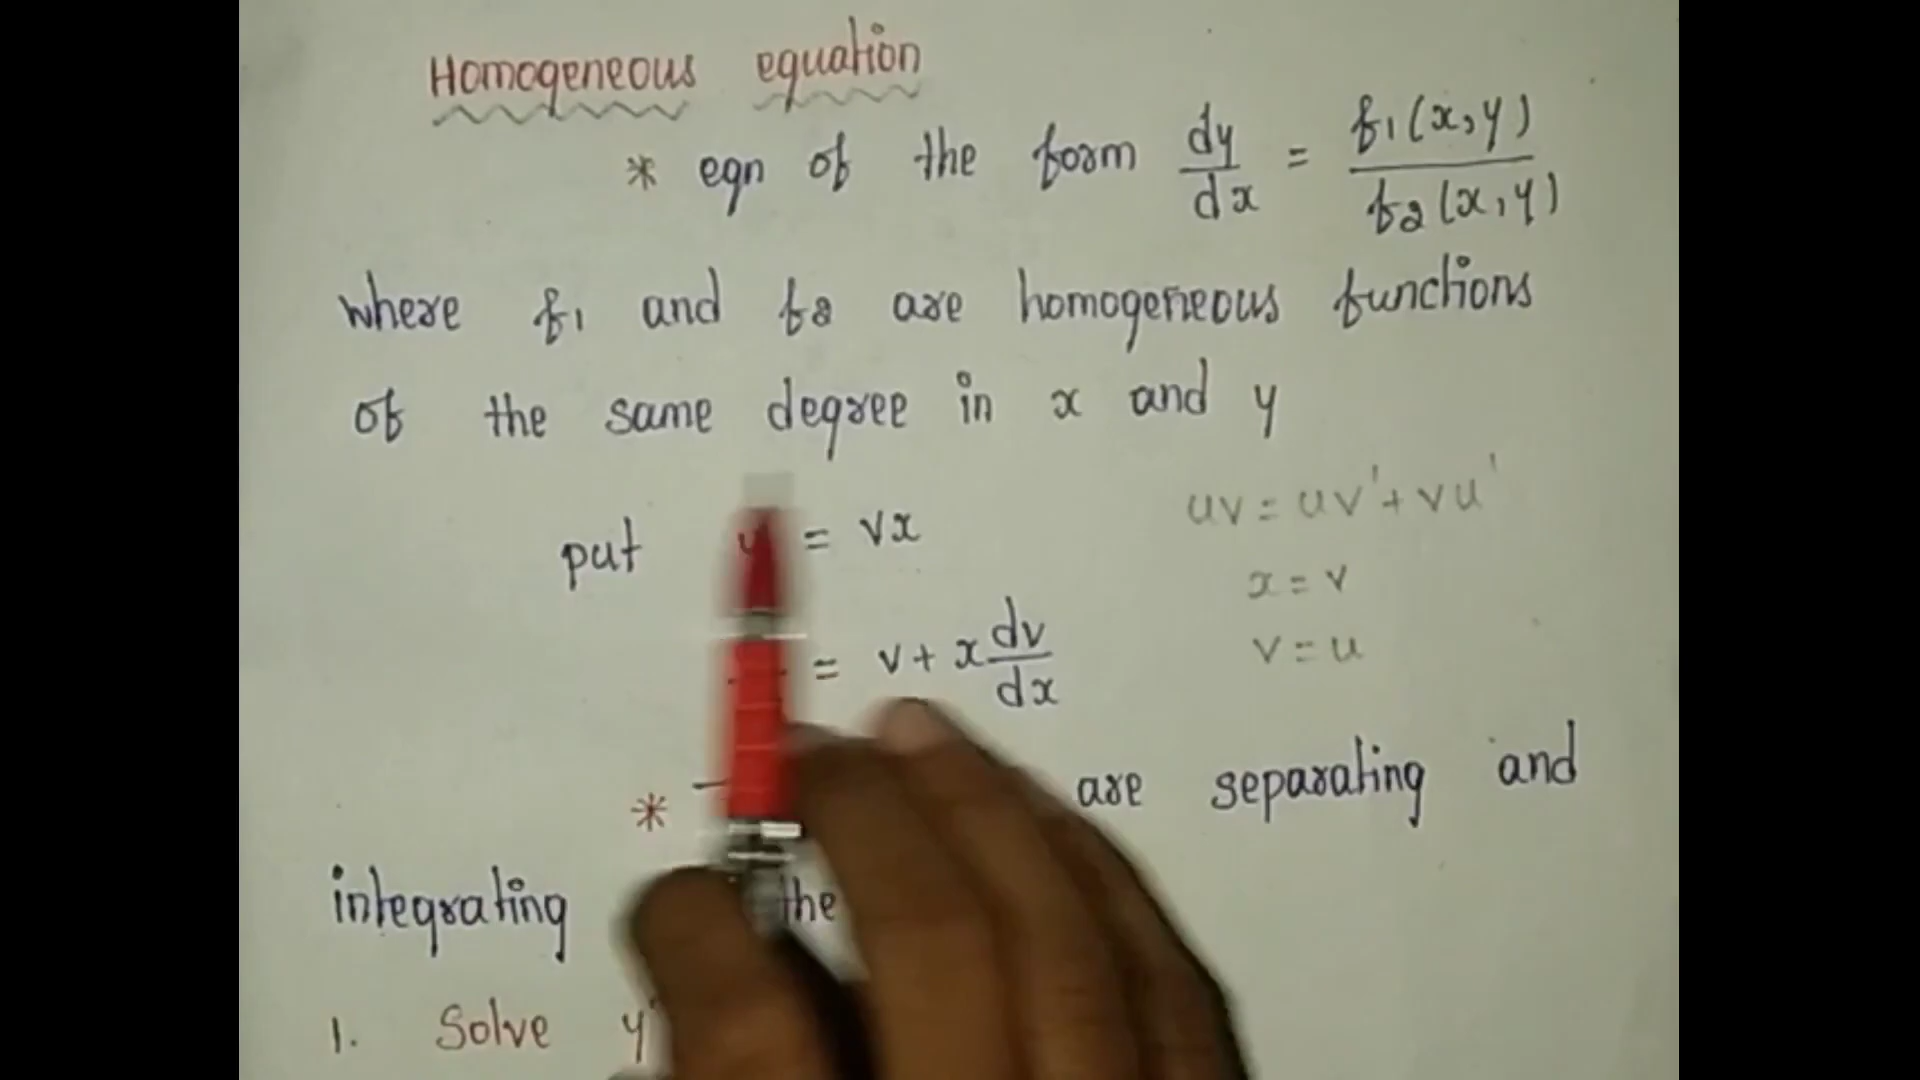 Homogeneous equation
* eqn of the form dy/dx = f1(x,y)/f2(x,y)
where f1 and f2 are homogeneous functions
of the same degree in x and y
put y = vx
uv = uv' + vu'
x = v
= v + x dv/dx
v = u
* are separating and
integrating the
1. Solve y